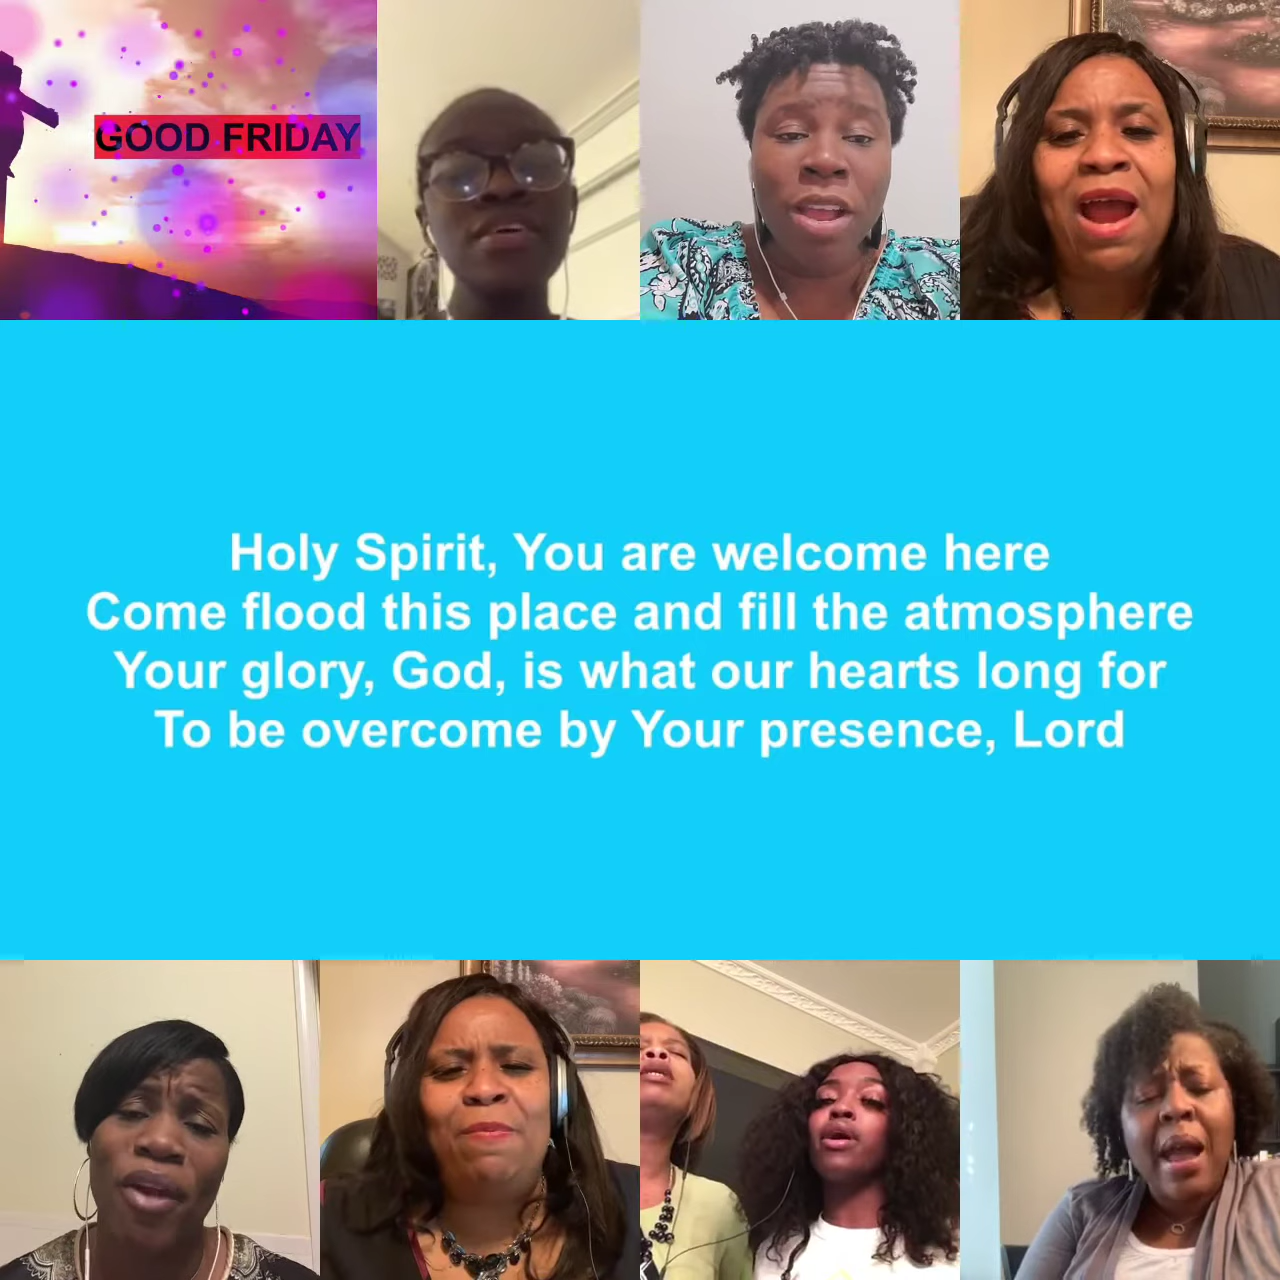 GOOD FRIDAY
Holy Spirit, You are welcome here
Come flood this place and fill the atmosphere
Your glory, God, is what our hearts long for
To be overcome by Your presence, Lord